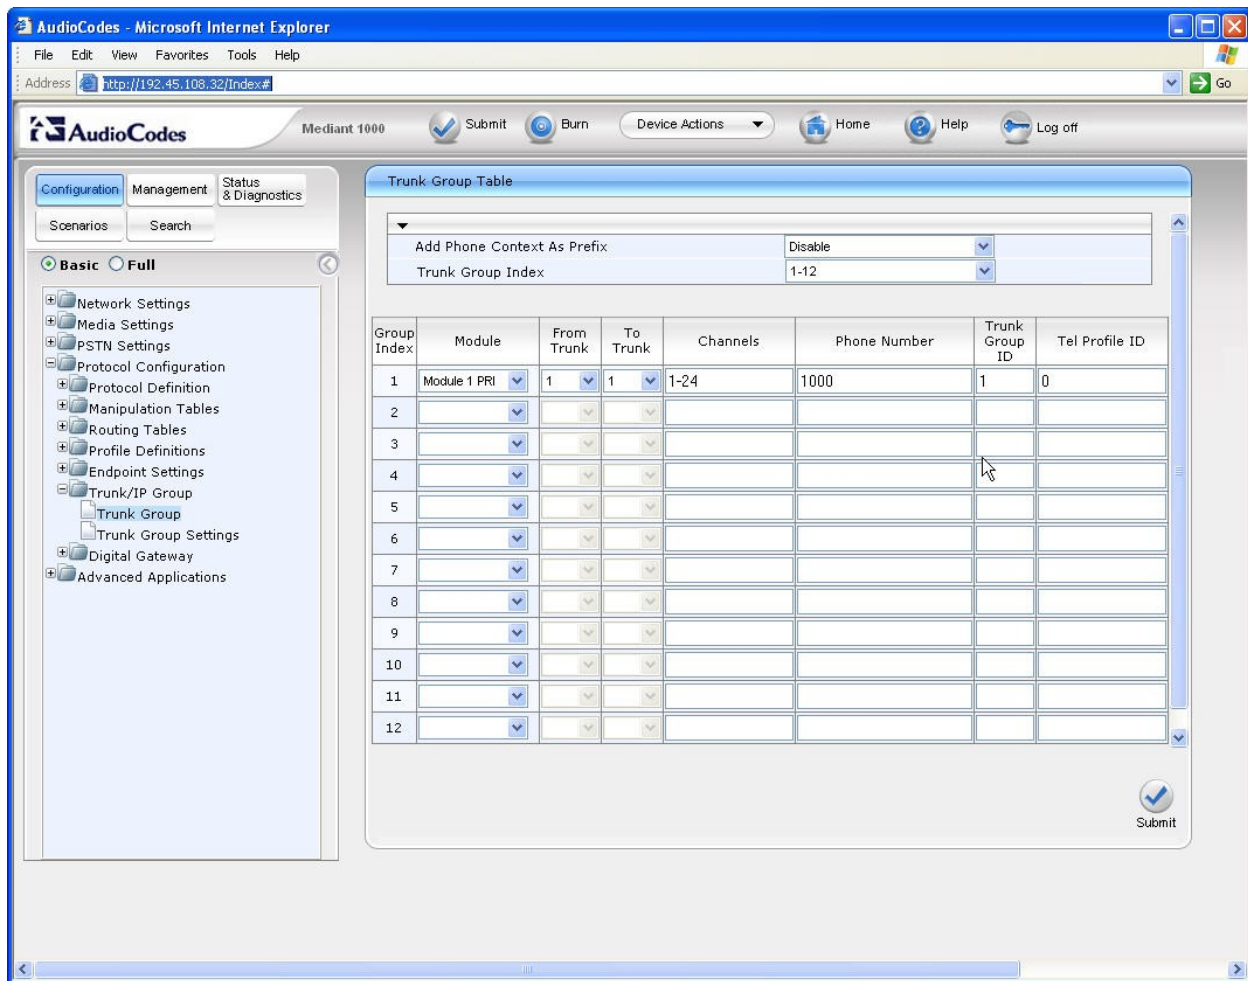 AudioCodes - Microsoft Internet Explorer
File Edit View Favorites Tools Help
Address http://192.45.108.32/Index# Go
AudioCodes Mediant 1000 Submit Burn Device Actions Home Help Log off
Configuration Management Status & Diagnostics
Scenarios Search
Basic Full
Network Settings
Media Settings
PSTN Settings
Protocol Configuration
Protocol Definition
Manipulation Tables
Routing Tables
Profile Definitions
Endpoint Settings
Trunk/IP Group
Trunk Group
Trunk Group Settings
Digital Gateway
Advanced Applications
Trunk Group Table
Add Phone Context As Prefix Disable
Trunk Group Index 1-12
Group Index Module From Trunk To Trunk Channels Phone Number Trunk Group ID Tel Profile ID
1 Module 1 PRI 1 1 1-24 1000 1 0
2
3
4
5
6
7
8
9
10
11
12
Submit